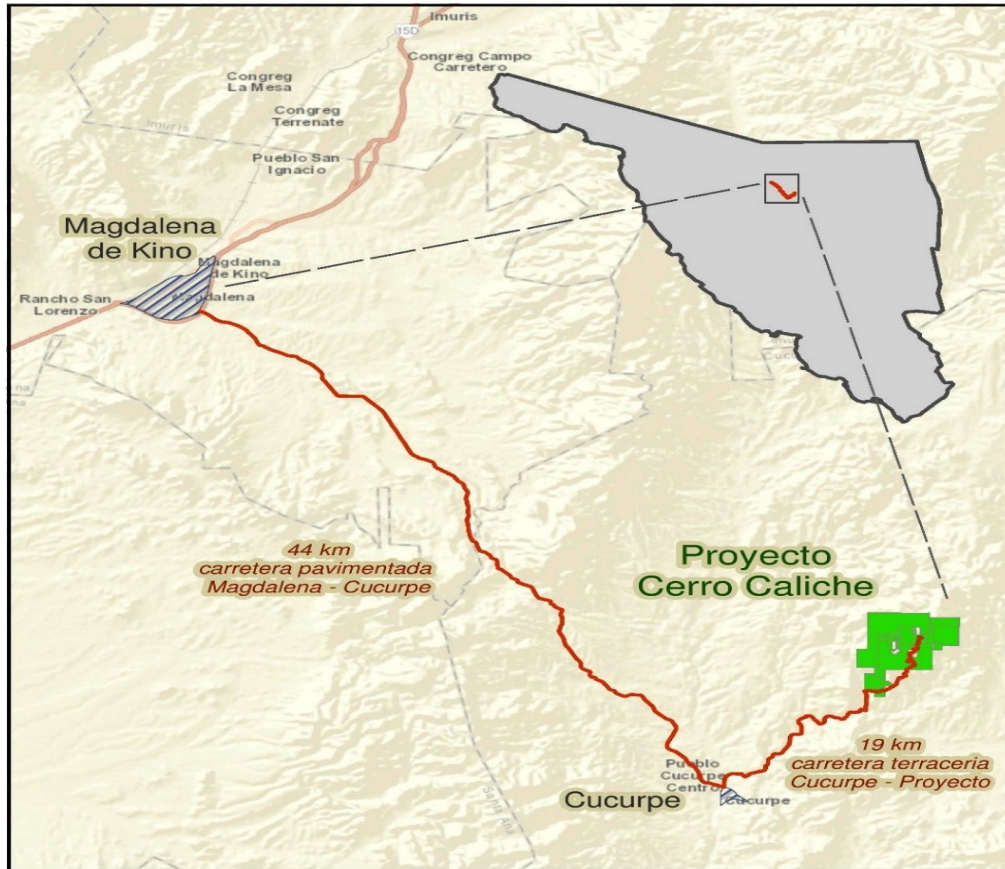 Imuris
15D
Congreg Campo
Carretero
Congreg
La Mesa
Congreg
Terrenate
Imuris
Pueblo San
Ignacio
Magdalena
de Kino
Magdalena
de Kino
Magdalena
Rancho San
Lorenzo
44 km
carretera pavimentada
Magdalena - Cucurpe
Proyecto
Cerro Caliche
19 km
carretera terraceria
Cucurpe - Proyecto
Pueblo
Cucurpe
Centro
Cucurpe
Cucurpe
Santa Ana